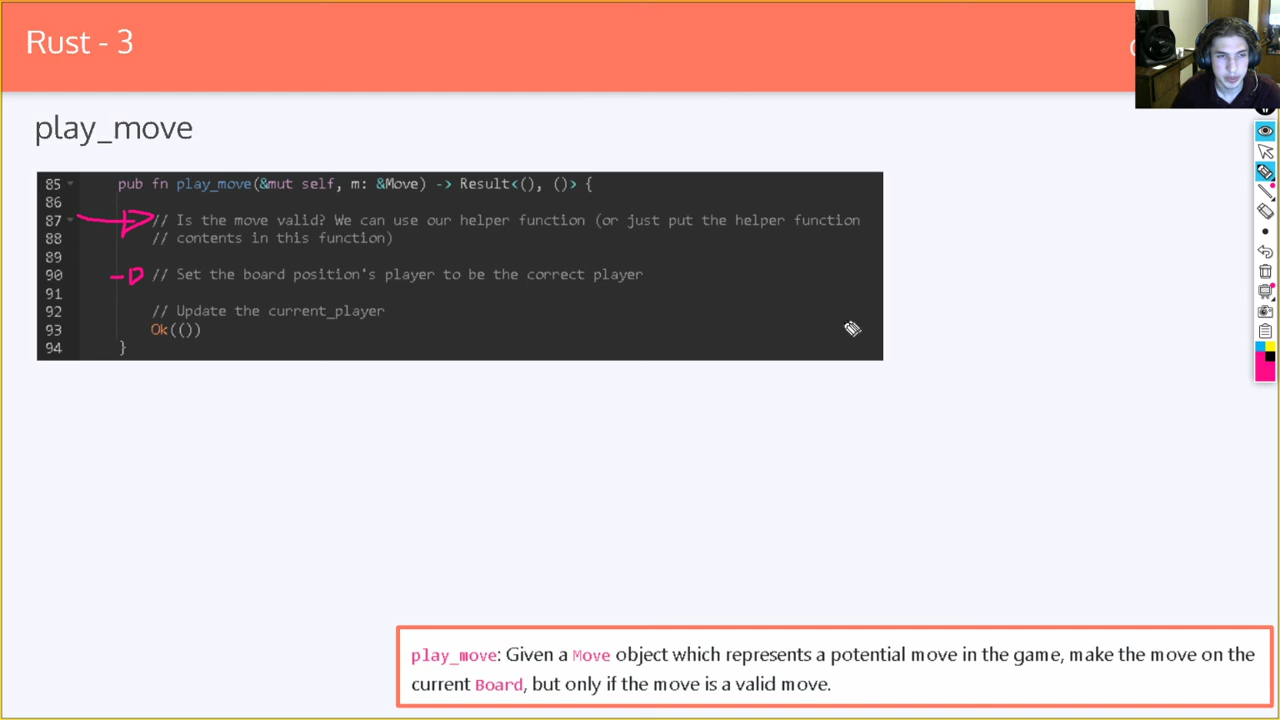 Rust - 3
play_move
85 pub fn play_move(&mut self, m: &Move) -> Result<(), ()> {
86
87 // Is the move valid? We can use our helper function (or just put the helper function
88 // contents in this function)
89
90 // Set the board position's player to be the correct player
91
92 // Update the current_player
93 Ok(())
94 }
play_move: Given a Move object which represents a potential move in the game, make the move on the
current Board, but only if the move is a valid move.